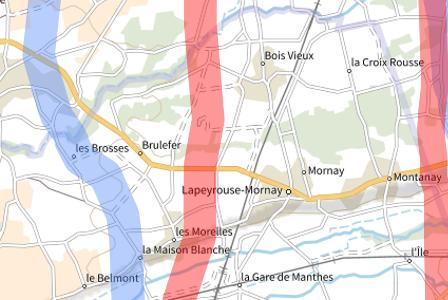 Bois Vieux
la Croix Rousse
Brulefer
les Brosses
Mornay
Montanay
Lapeyrouse-Mornay
les Morelles
la Maison Blanche
l'Île
le Belmont
la Gare de Manthes